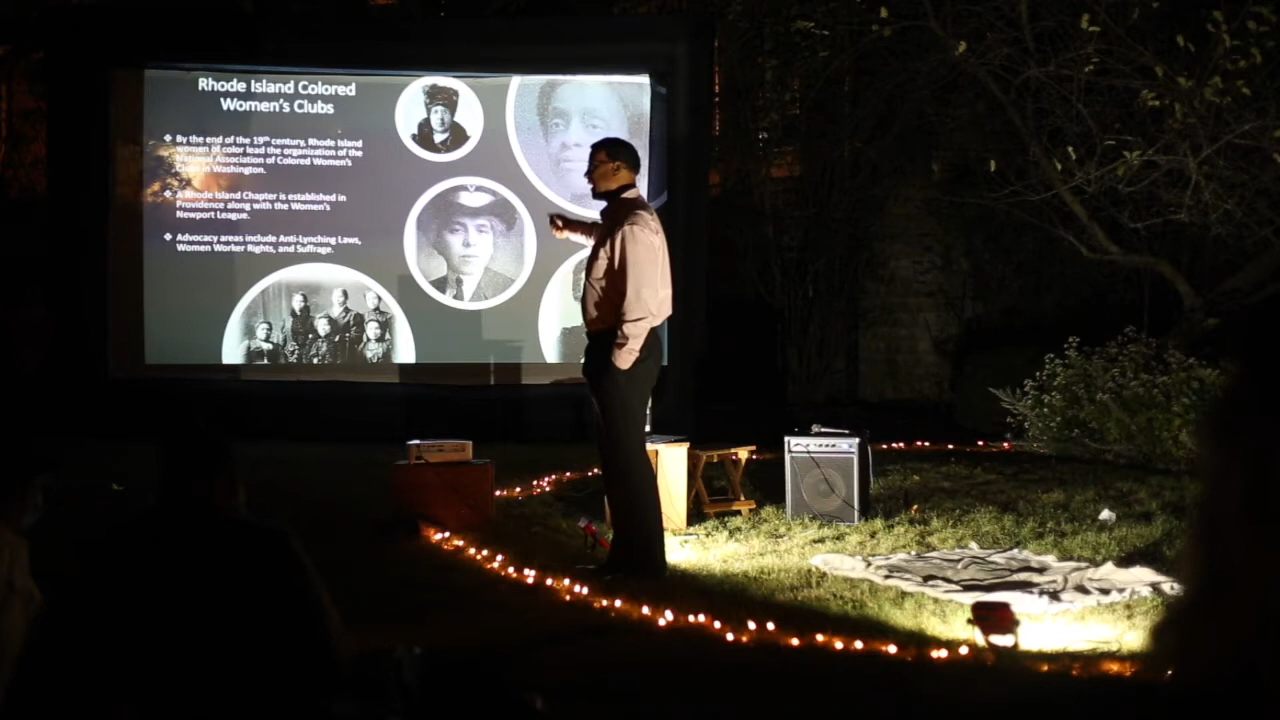 Rhode Island Colored
Women's Clubs
❖ By the end of the 19th century, Rhode Island
women of color lead the organization of the
National Association of Colored Women's
Clubs in Washington.
❖ A Rhode Island Chapter is established in
Providence along with the Women's
Newport League.
❖ Advocacy areas include Anti-Lynching Laws,
Women Worker Rights, and Suffrage.